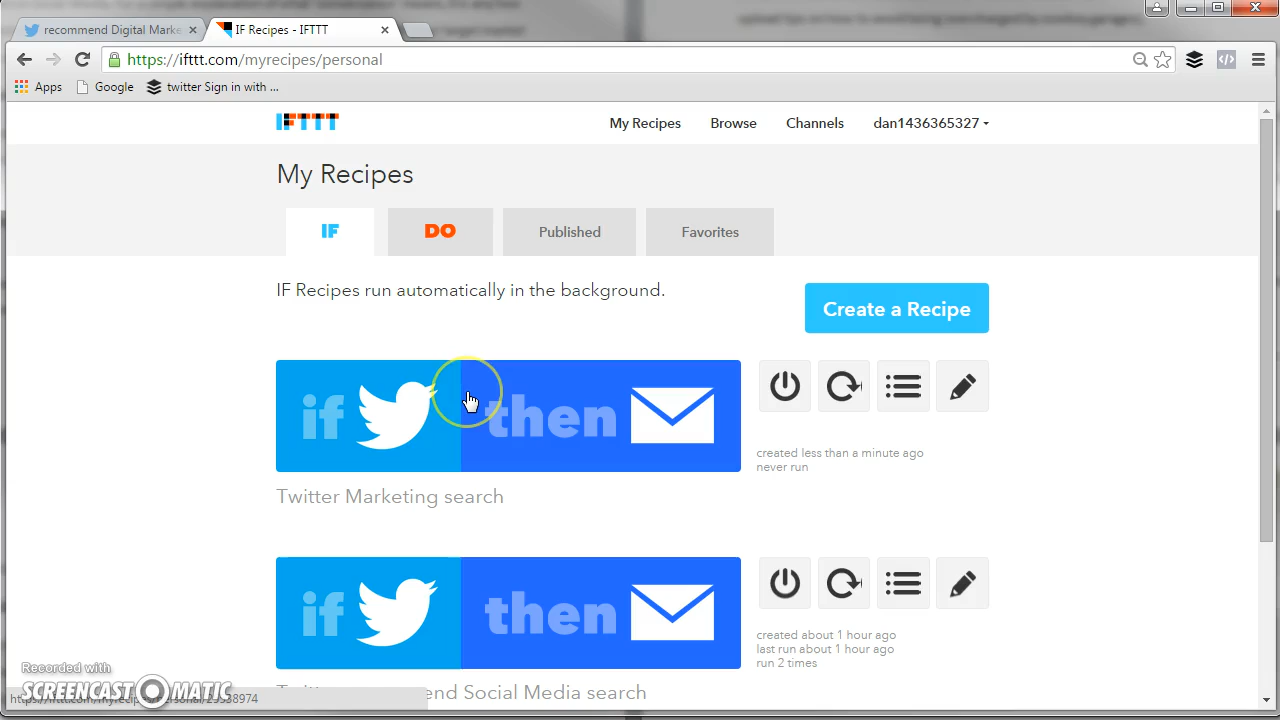 recommend Digital Marke
IF Recipes - IFTTT
https://ifttt.com/myrecipes/personal
Apps
Google
twitter Sign in with ...
IFTTT
My Recipes
Browse
Channels
dan1436365327
My Recipes
IF
DO
Published
Favorites
IF Recipes run automatically in the background.
Create a Recipe
if
then
created less than a minute ago
never run
Twitter Marketing search
if
then
created about 1 hour ago
last run about 1 hour ago
run 2 times
end Social Media search
Recorded with
SCREENCAST MATIC